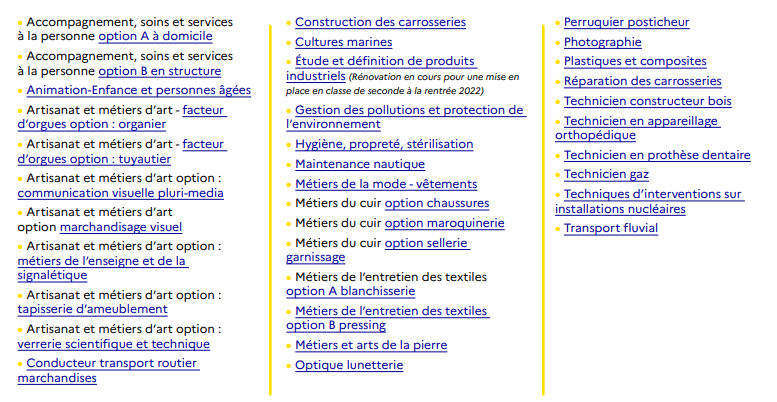 • Accompagnement, soins et services
à la personne option A à domicile
• Accompagnement, soins et services
à la personne option B en structure
• Animation-Enfance et personnes âgées
• Artisanat et métiers d’art - facteur
d’orgues option : organier
• Artisanat et métiers d’art - facteur
d’orgues option : tuyautier
• Artisanat et métiers d’art option :
communication visuelle pluri-media
• Artisanat et métiers d’art
option marchandisage visuel
• Artisanat et métiers d’art option :
métiers de l’enseigne et de la
signalétique
• Artisanat et métiers d’art option :
tapisserie d’ameublement
• Artisanat et métiers d’art option :
verrerie scientifique et technique
• Conducteur transport routier
marchandises
• Construction des carrosseries
• Cultures marines
• Étude et définition de produits
industriels (Rénovation en cours pour une mise en
place en classe de seconde à la rentrée 2022)
• Gestion des pollutions et protection de
l’environnement
• Hygiène, propreté, stérilisation
• Maintenance nautique
• Métiers de la mode - vêtements
• Métiers du cuir option chaussures
• Métiers du cuir option maroquinerie
• Métiers du cuir option sellerie
garnissage
• Métiers de l’entretien des textiles
option A blanchisserie
• Métiers de l’entretien des textiles
option B pressing
• Métiers et arts de la pierre
• Optique lunetterie
• Perruquier posticheur
• Photographie
• Plastiques et composites
• Réparation des carrosseries
• Technicien constructeur bois
• Technicien en appareillage
orthopédique
• Technicien en prothèse dentaire
• Technicien gaz
• Techniques d’interventions sur
installations nucléaires
• Transport fluvial